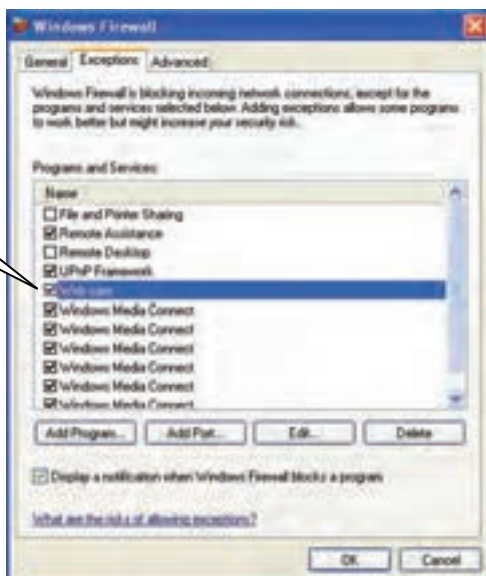 Windows Firewall
General Exceptions Advanced
Windows Firewall is blocking incoming network connections, except for the
programs and services selected below. Adding exceptions allows some programs
to work better but might increase your security risk.
Programs and Services:
Name
File and Printer Sharing
Remote Assistance
Remote Desktop
UPnP Framework
Windows Media Connect
Windows Media Connect
Windows Media Connect
Windows Media Connect
Windows Media Connect
Windows Media Connect
Add Program... Add Port... Edit... Delete
Display a notification when Windows Firewall blocks a program
What are the risks of allowing exceptions?
OK Cancel